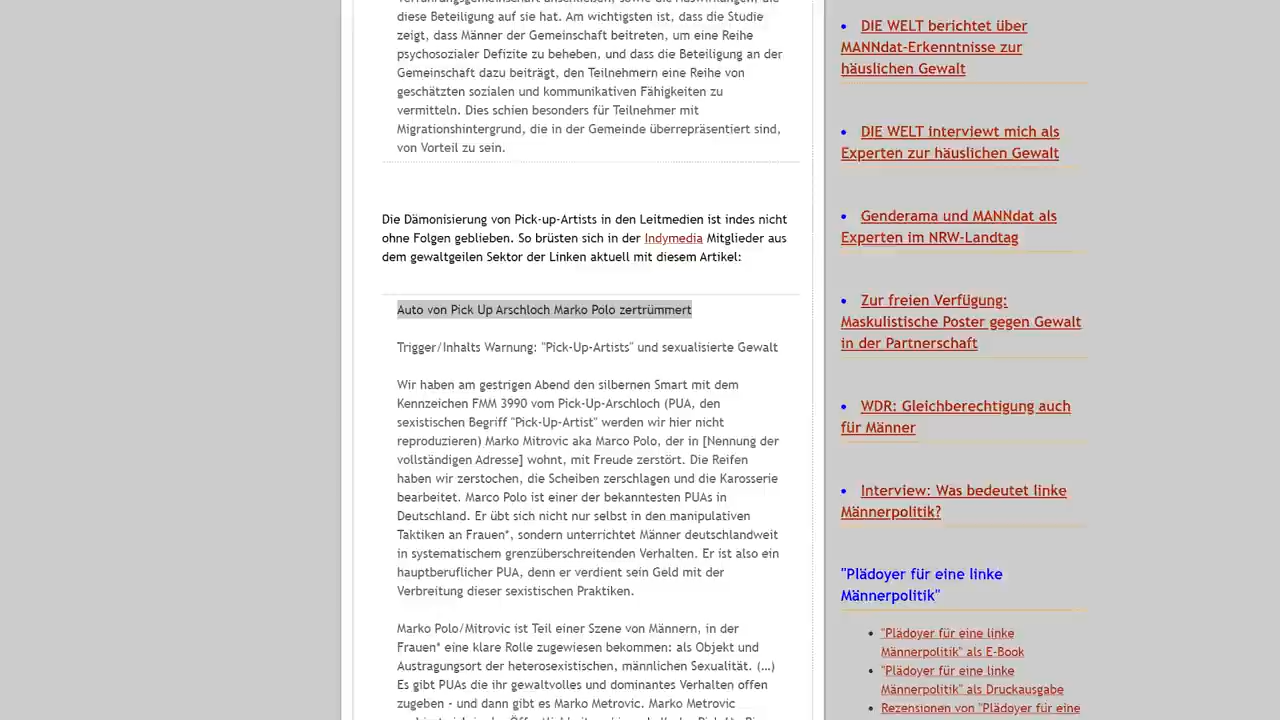 diese Beteiligung auf sie hat. Am wichtigsten ist, dass die Studie
zeigt, dass Männer der Gemeinschaft beitreten, um eine Reihe
psychosozialer Defizite zu beheben, und dass die Beteiligung an der
Gemeinschaft dazu beiträgt, den Teilnehmern eine Reihe von
geschätzten sozialen und kommunikativen Fähigkeiten zu
vermitteln. Dies schien besonders für Teilnehmer mit
Migrationshintergrund, die in der Gemeinde überrepräsentiert sind,
von Vorteil zu sein.
Die Dämonisierung von Pick-up-Artists in den Leitmedien ist indes nicht
ohne Folgen geblieben. So brüsten sich in der Indymedia Mitglieder aus
dem gewaltgeilen Sektor der Linken aktuell mit diesem Artikel:
Auto von Pick Up Arschloch Marko Polo zertrümmert
Trigger/Inhalts Warnung: "Pick-Up-Artists" und sexualisierte Gewalt
Wir haben am gestrigen Abend den silbernen Smart mit dem
Kennzeichen FMM 3990 vom Pick-Up-Arschloch (PUA, den
sexistischen Begriff "Pick-Up-Artist" werden wir hier nicht
reproduzieren) Marko Mitrovic aka Marco Polo, der in [Nennung der
vollständigen Adresse] wohnt, mit Freude zerstört. Die Reifen
haben wir zerstochen, die Scheiben zerschlagen und die Karosserie
bearbeitet. Marco Polo ist einer der bekanntesten PUAs in
Deutschland. Er übt sich nicht nur selbst in den manipulativen
Taktiken an Frauen*, sondern unterrichtet Männer deutschlandweit
in systematischem grenzüberschreitenden Verhalten. Er ist also ein
hauptberuflicher PUA, denn er verdient sein Geld mit der
Verbreitung dieser sexistischen Praktiken.
Marko Polo/Mitrovic ist Teil einer Szene von Männern, in der
Frauen* eine klare Rolle zugewiesen bekommen: als Objekt und
Austragungsort der heterosexistischen, männlichen Sexualität. (…)
Es gibt PUAs die ihr gewaltvolles und dominantes Verhalten offen
zugeben - und dann gibt es Marko Metrovic. Marko Metrovic
DIE WELT berichtet über
MANNdat-Erkenntnisse zur
häuslichen Gewalt
DIE WELT interviewt mich als
Experten zur häuslichen Gewalt
Genderama und MANNdat als
Experten im NRW-Landtag
Zur freien Verfügung:
Maskulistische Poster gegen Gewalt
in der Partnerschaft
WDR: Gleichberechtigung auch
für Männer
Interview: Was bedeutet linke
Männerpolitik?
"Plädoyer für eine linke
Männerpolitik"
"Plädoyer für eine linke
Männerpolitik" als E-Book
"Plädoyer für eine linke
Männerpolitik" als Druckausgabe
Rezensionen von "Plädoyer für eine